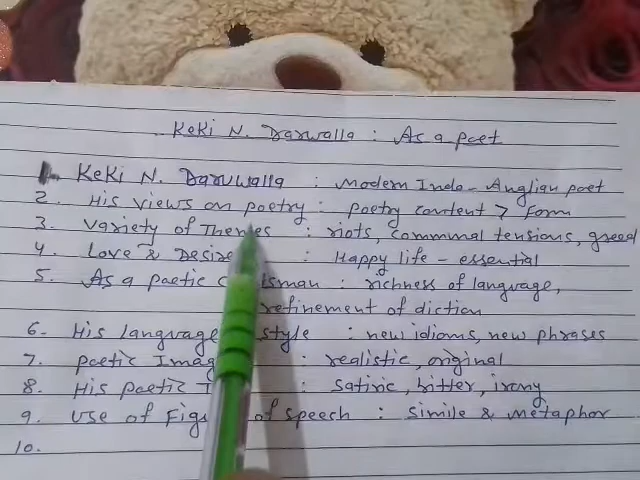 Keki N. Daruwalla : As a poet
1. Keki N. Daruwalla : Modern Indo-Anglian poet
2. His views on poetry : poetry content > form
3. Variety of Themes : riots, communal tensions, greed
4. Love & Desire : Happy life - essential
5. As a poetic : richness of language,
refinement of diction
6. His language style : new idioms, new phrases
7. Poetic : realistic, original
8. His poetic : satiric, bitter, irony
9. Use of of speech : simile & metaphor
10.